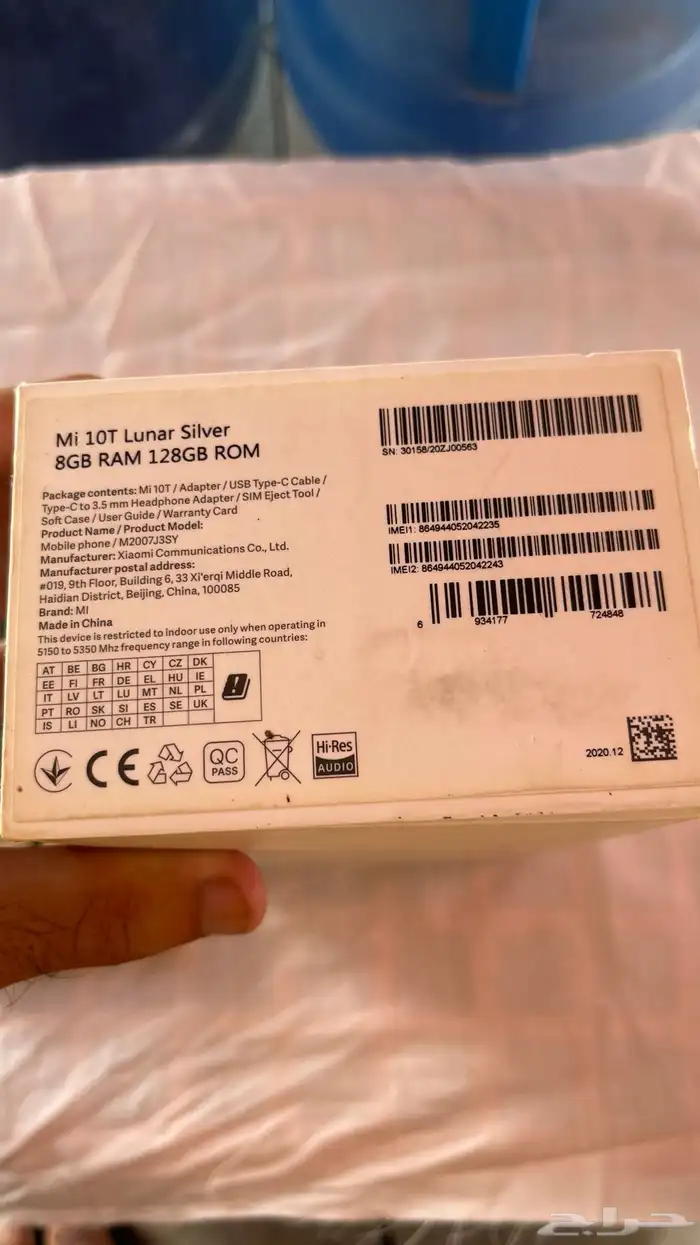 Mi 10T Lunar Silver
8GB RAM 128GB ROM
Package contents: Mi 10T / Adapter / USB Type-C Cable /
Type-C to 3.5 mm Headphone Adapter / SIM Eject Tool /
Soft Case / User Guide / Warranty Card
Product Name / Product Model:
Mobile phone / M2007J3SY
Manufacturer: Xiaomi Communications Co., Ltd.
Manufacturer postal address:
#019, 9th Floor, Building 6, 33 Xi'erqi Middle Road,
Haidian District, Beijing, China, 100085
Brand: MI
Made in China
This device is restricted to indoor use only when operating in
5150 to 5350 Mhz frequency range in following countries:
AT BE BG HR CY CZ DK
EE FI FR DE EL HU IE
IT LV LT LU MT NL PL
PT RO SK SI ES SE UK
IS LI NO CH TR
CE
QC
PASS
Hi-Res
AUDIO
SN: 30158/20ZJ00563
IMEI1: 864944052042235
IMEI2: 864944052042243
6 934177 724848
2020.12
حراج